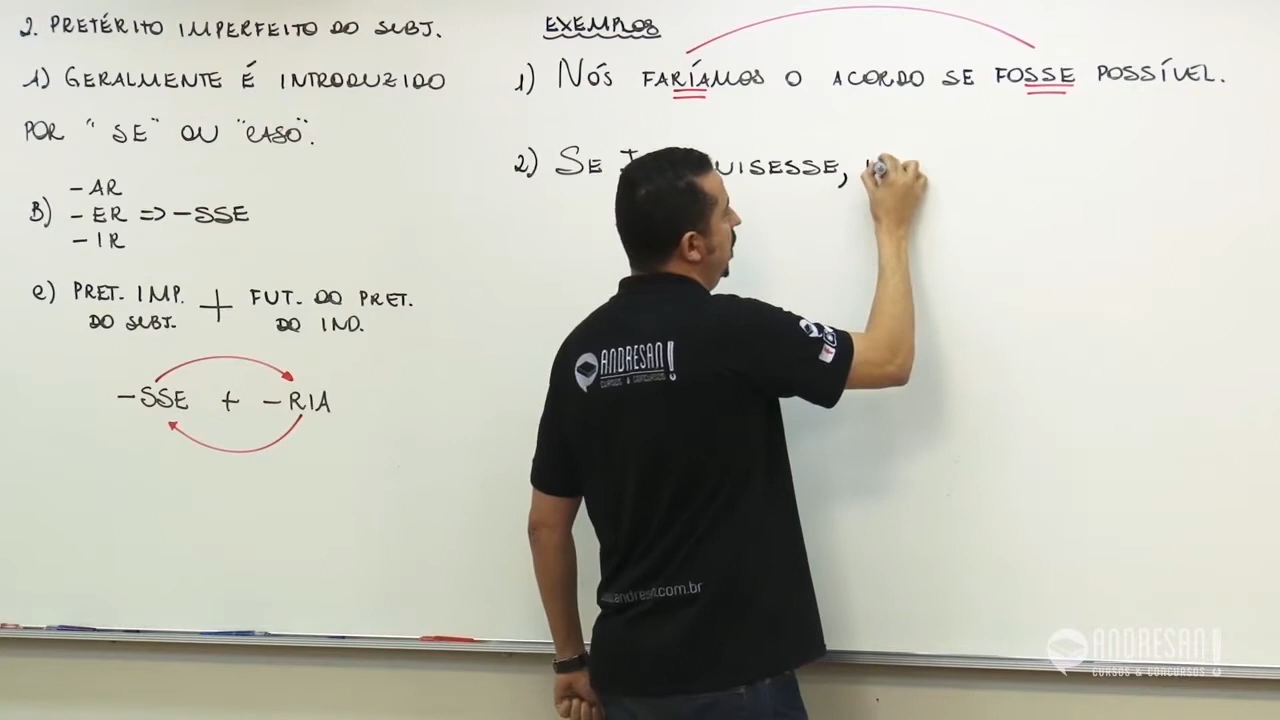 2. PRETÉRITO IMPERFEITO DO SUBJ.
A) GERALMENTE É INTRODUZIDO
POR "SE" OU "CASO".
- AR
B) - ER => -SSE
- IR
C) PRET. IMP. + FUT. DO PRET.
DO SUBJ. DO IND.
-SSE + -RIA
EXEMPLOS
1) NÓS FARÍAMOS O ACORDO SE FOSSE POSSÍVEL.
2) SE UISESSE,
ANDRESAN!
CURSOS & CONCURSOS
andresan.com.br
ANDRESAN!
CURSOS & CONCURSOS